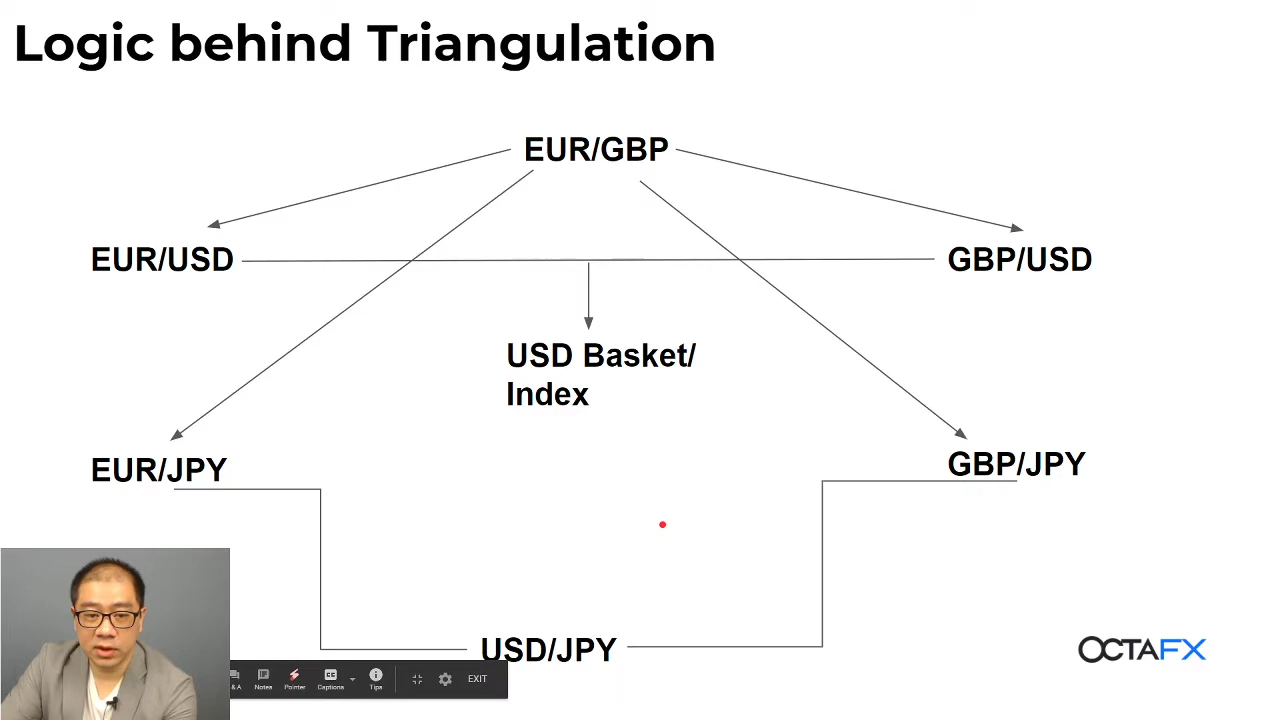 Logic behind Triangulation
EUR/GBP
EUR/USD
GBP/USD
USD Basket/
Index
EUR/JPY
GBP/JPY
USD/JPY
OCTAFX
& A
Notes
Pointer
CC
Captions
Tips
EXIT